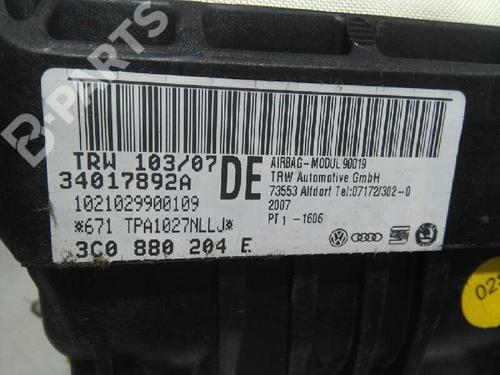 B-PARTS
TRW 103/07
34017892A
1021029900109
*671 TPA1027NLLJ*
3C0 880 204 E
DE
AIRBAG-MODUL 90019
TRW Automotive GmbH
73553 Alfdorf Tel:07172/302-0
2007
PT1 -1606